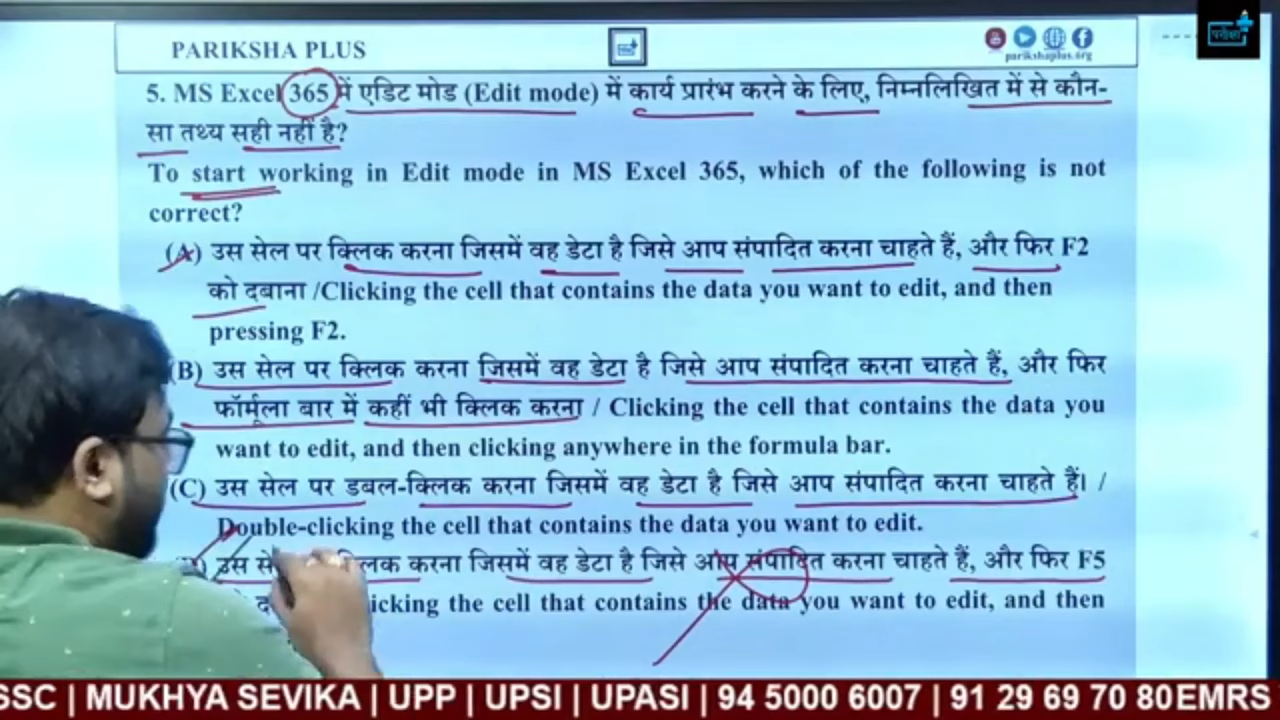 परीक्षा
PARIKSHA PLUS
parikshaplus.org
5. MS Excel 365 में एडिट मोड (Edit mode) में कार्य प्रारंभ करने के लिए, निम्नलिखित में से कौन-
सा तथ्य सही नहीं है?
To start working in Edit mode in MS Excel 365, which of the following is not
correct?
(A) उस सेल पर क्लिक करना जिसमें वह डेटा है जिसे आप संपादित करना चाहते हैं, और फिर F2
को दबाना /Clicking the cell that contains the data you want to edit, and then
pressing F2.
(B) उस सेल पर क्लिक करना जिसमें वह डेटा है जिसे आप संपादित करना चाहते हैं, और फिर
फॉर्मूला बार में कहीं भी क्लिक करना / Clicking the cell that contains the data you
want to edit, and then clicking anywhere in the formula bar.
(C) उस सेल पर डबल-क्लिक करना जिसमें वह डेटा है जिसे आप संपादित करना चाहते हैं। /
Double-clicking the cell that contains the data you want to edit.
उस करना जिसमें वह डेटा है जिसे आप संपादित करना चाहते हैं, और फिर F5
the cell that contains the data you want to edit, and then
SSC | MUKHYA SEVIKA | UPP | UPSI | UPASI | 94 5000 6007 | 91 29 69 70 80 EMRS